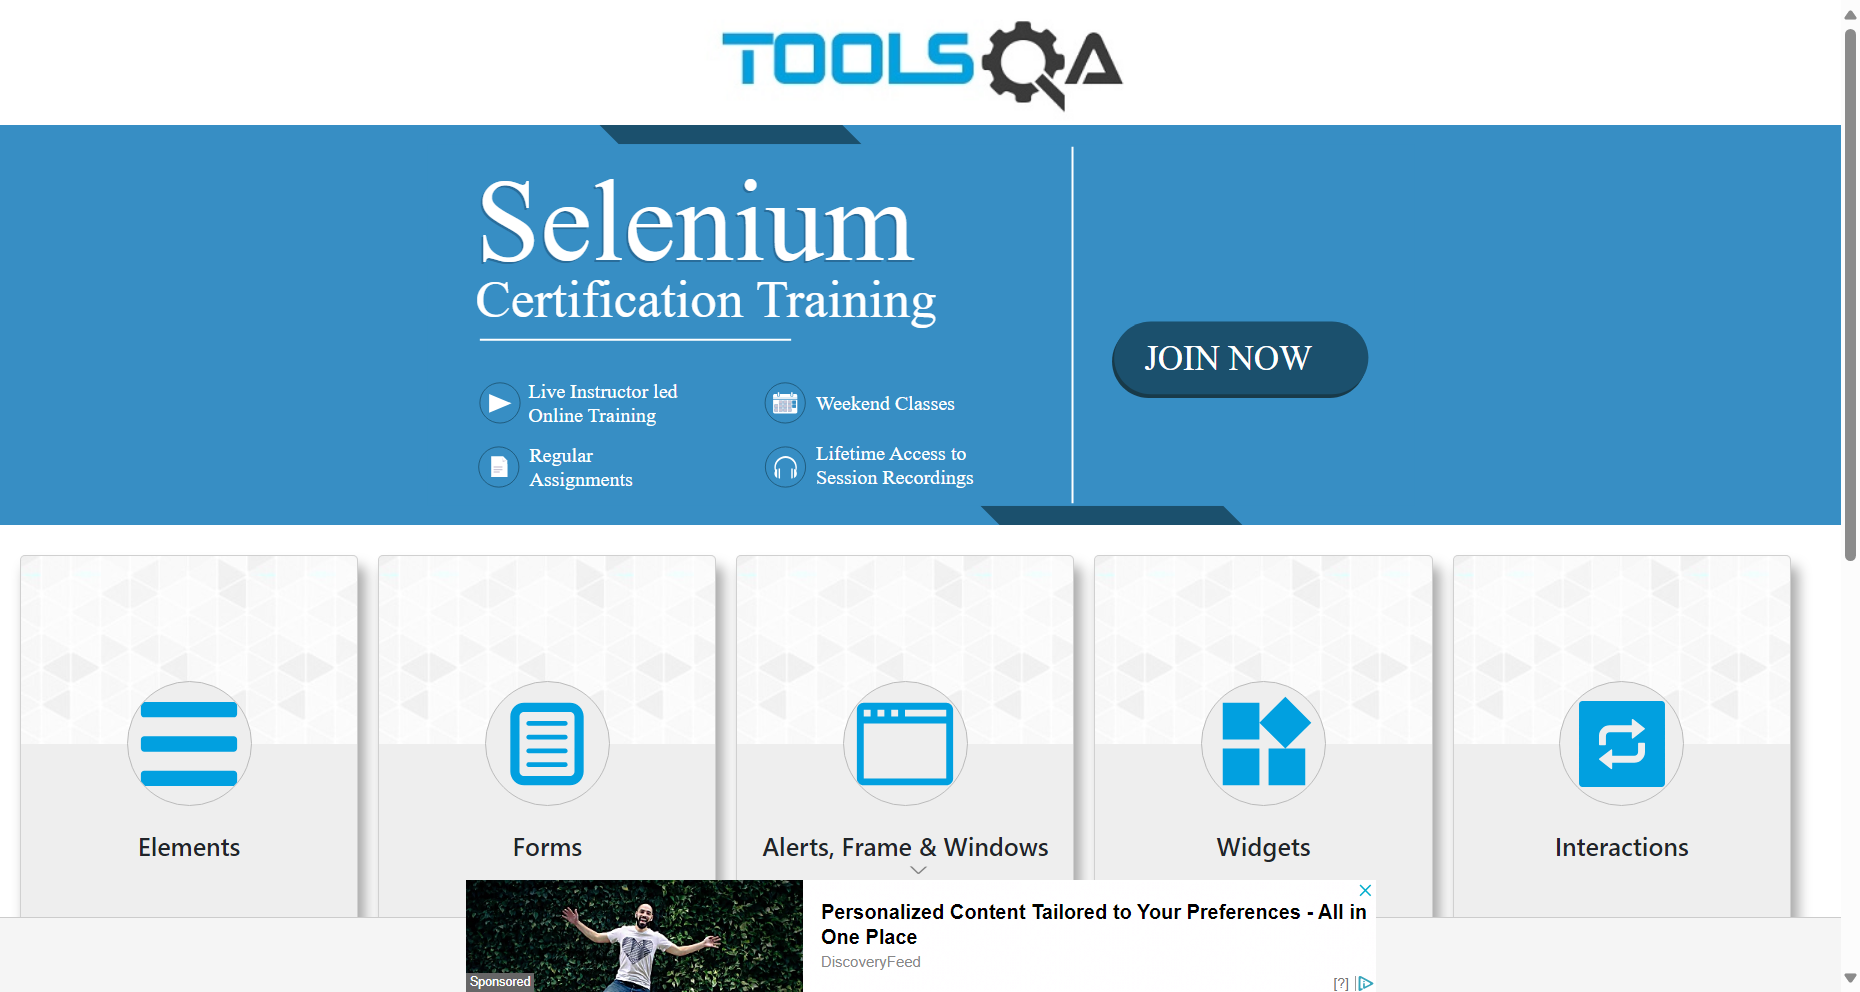 TOOLSQA
Selenium
Certification Training
JOIN NOW
Live Instructor led
Online Training
Weekend Classes
Regular
Assignments
Lifetime Access to
Session Recordings
Elements
Forms
Alerts, Frame & Windows
Widgets
Interactions
Personalized Content Tailored to Your Preferences - All in
One Place
DiscoveryFeed
Sponsored
[?]